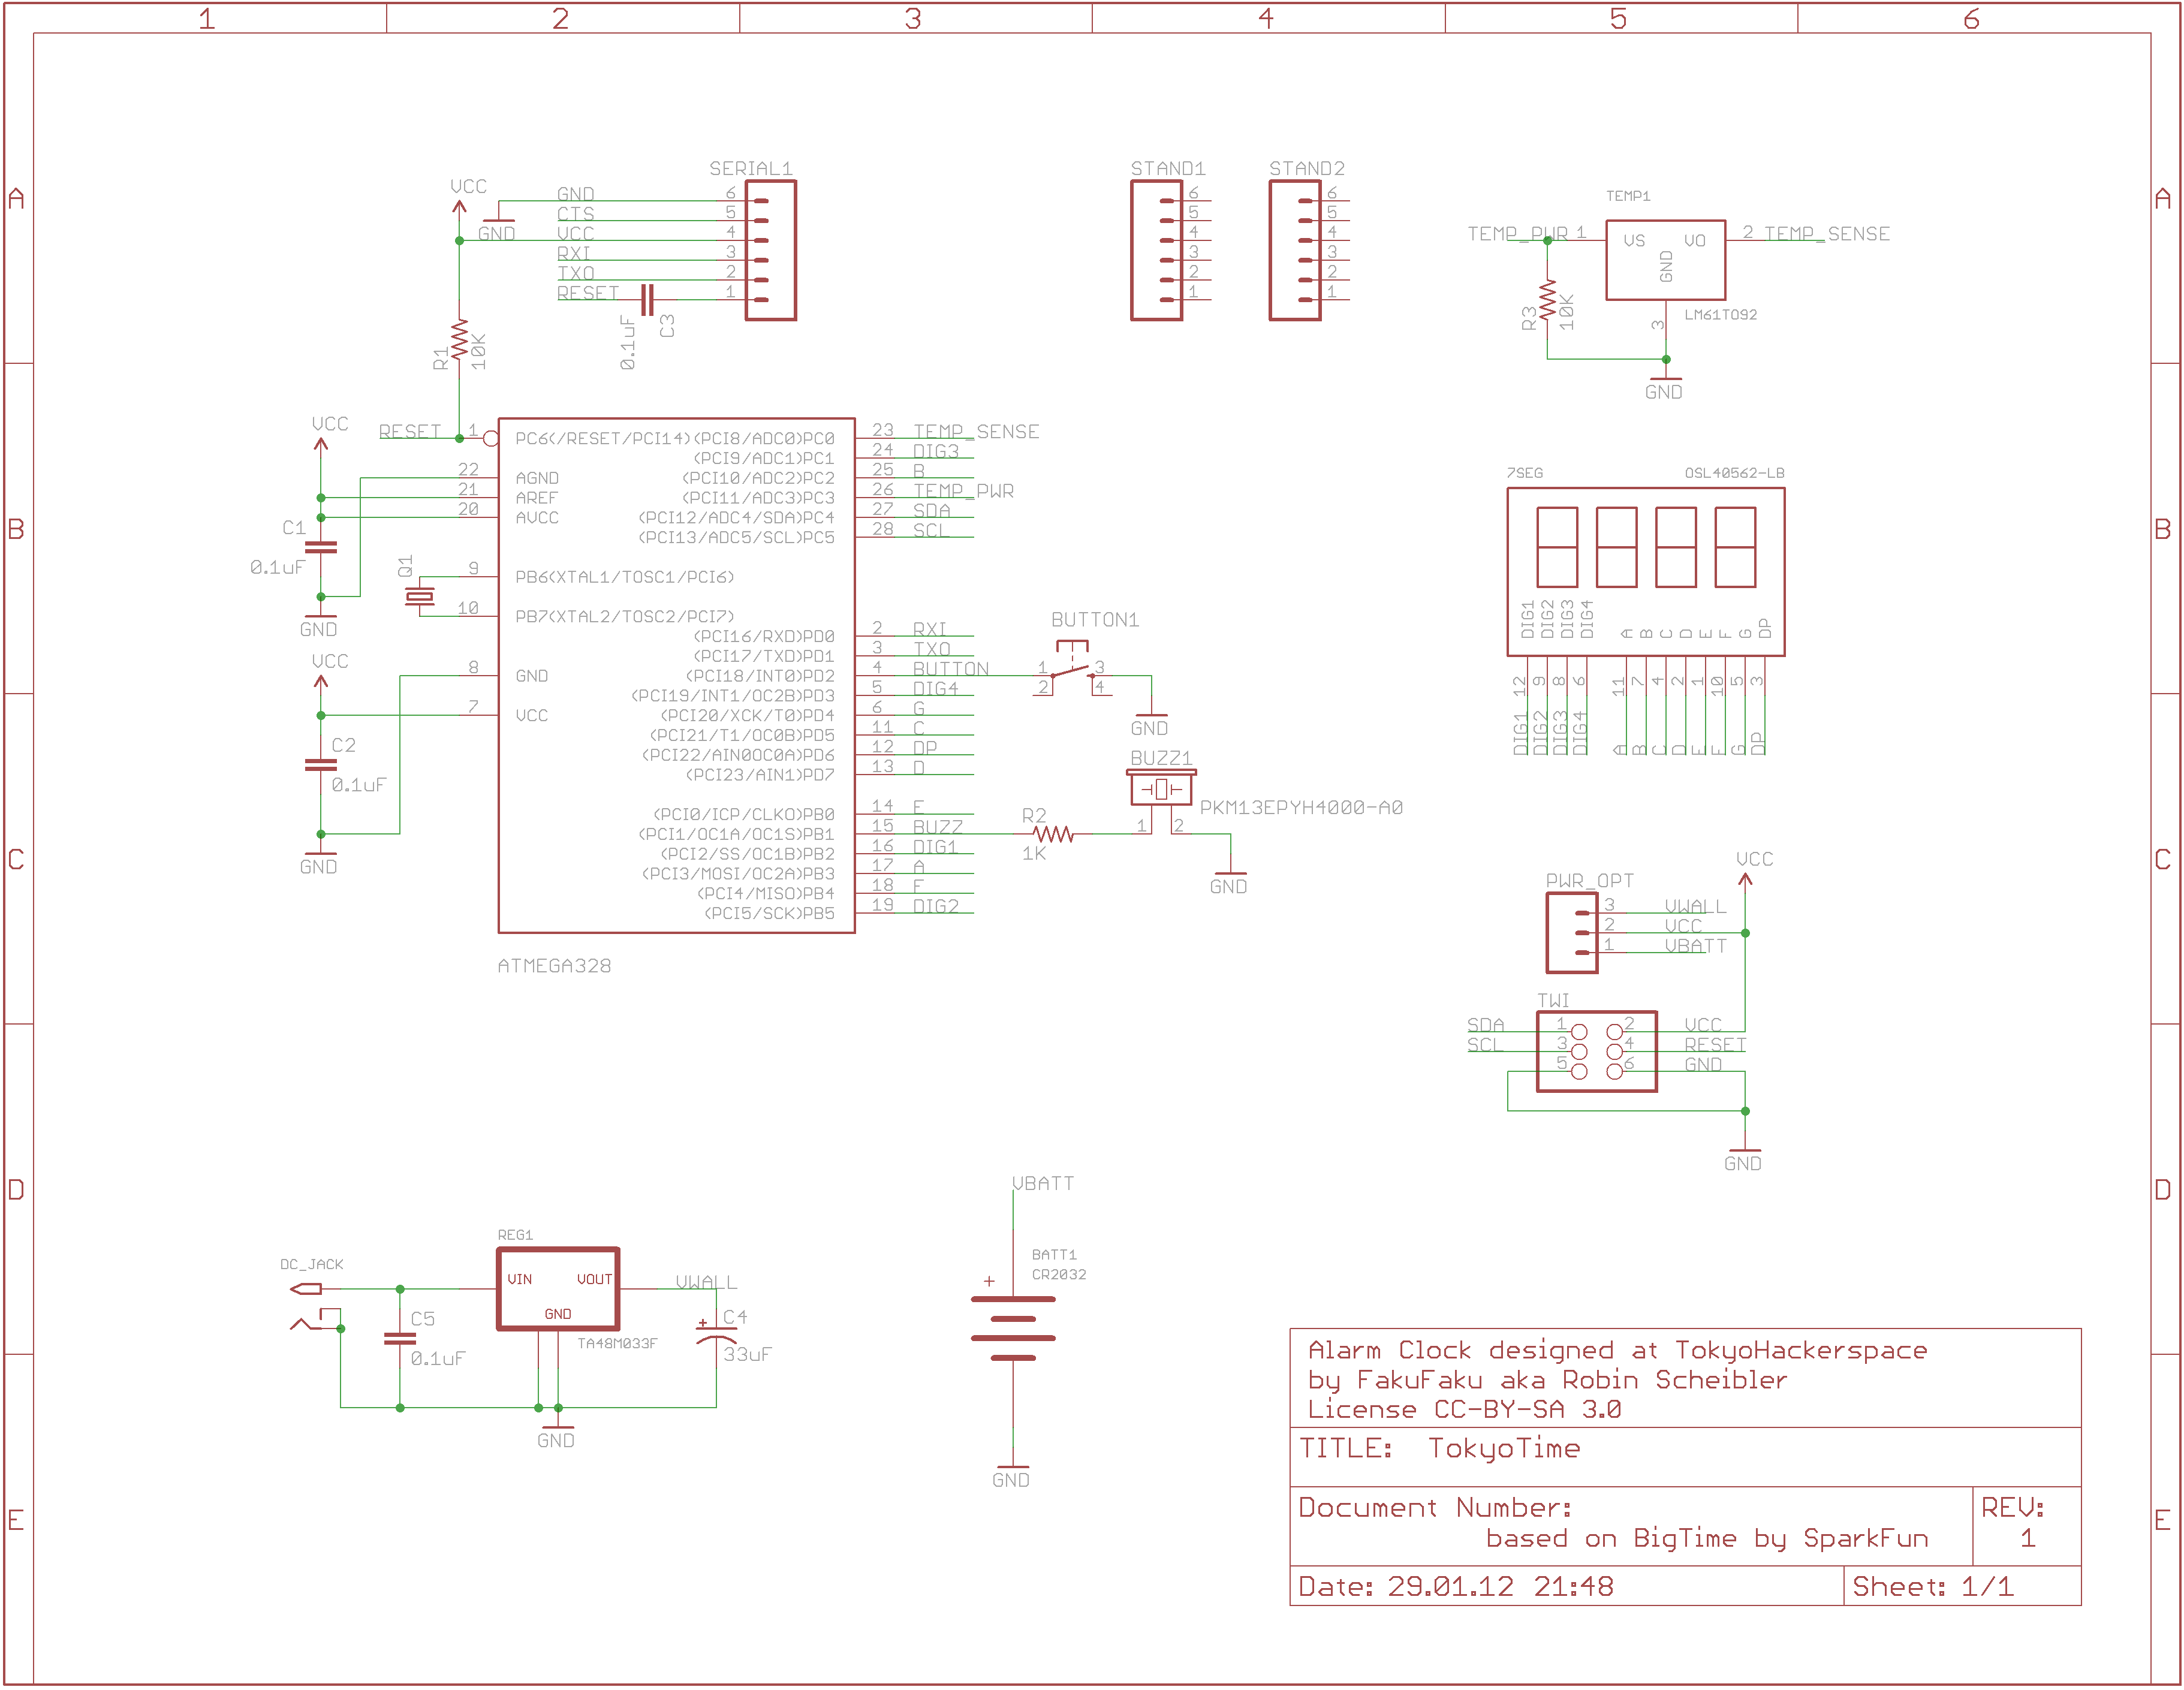 1 2 3 4 5 6
A A
B B
C C
D D
E E
SERIAL1
VCC
GND
GND 6
CTS 5
VCC 4
RXI 3
TXO 2
RESET 1
0.1uF
C3
R1
10K
STAND1
6
5
4
3
2
1
STAND2
6
5
4
3
2
1
TEMP1
TEMP_PWR 1 VS VO 2 TEMP_SENSE
GND
3
LM61TO92
R3
10K
GND
VCC
RESET 1 PC6(/RESET/PCI14)
22 AGND
21 AREF
20 AVCC
C1
0.1uF
GND
Q1
9 PB6(XTAL1/TOSC1/PCI6)
10 PB7(XTAL2/TOSC2/PCI7)
VCC
8 GND
7 VCC
C2
0.1uF
GND
(PCI8/ADC0)PC0 23 TEMP_SENSE
(PCI9/ADC1)PC1 24 DIG3
(PCI10/ADC2)PC2 25 B
(PCI11/ADC3)PC3 26 TEMP_PWR
(PCI12/ADC4/SDA)PC4 27 SDA
(PCI13/ADC5/SCL)PC5 28 SCL
(PCI16/RXD)PD0 2 RXI
(PCI17/TXD)PD1 3 TXO
(PCI18/INT0)PD2 4 BUTTON
(PCI19/INT1/OC2B)PD3 5 DIG4
(PCI20/XCK/T0)PD4 6 G
(PCI21/T1/OC0B)PD5 11 C
(PCI22/AIN0OC0A)PD6 12 DP
(PCI23/AIN1)PD7 13 D
(PCI0/ICP/CLKO)PB0 14 E
(PCI1/OC1A/OC1S)PB1 15 BUZZ
(PCI2/SS/OC1B)PB2 16 DIG1
(PCI3/MOSI/OC2A)PB3 17 A
(PCI4/MISO)PB4 18 F
(PCI5/SCK)PB5 19 DIG2
ATMEGA328
BUTTON1
1 3
2 4
GND
BUZZ1
PKM13EPYH4000-A0
1 2
R2
1K
GND
7SEG OSL40562-LB
DIG1 DIG2 DIG3 DIG4 A B C D E F G DP
12 9 8 6 11 7 4 2 1 10 5 3
DIG1 DIG2 DIG3 DIG4 A B C D E F G DP
VCC
PWR_OPT
3 VWALL
2 VCC
1 VBATT
TWI
SDA 1 2 VCC
SCL 3 4 RESET
5 6 GND
GND
DC_JACK
REG1
VIN VOUT
GND
TA48M033F
VWALL
C5
0.1uF
+ C4
33uF
GND
VBATT
BATT1
CR2032
+
GND
Alarm Clock designed at TokyoHackerspace
by FakuFaku aka Robin Scheibler
License CC-BY-SA 3.0
TITLE: TokyoTime
Document Number:
based on BigTime by SparkFun
REV:
1
Date: 29.01.12 21:48
Sheet: 1/1